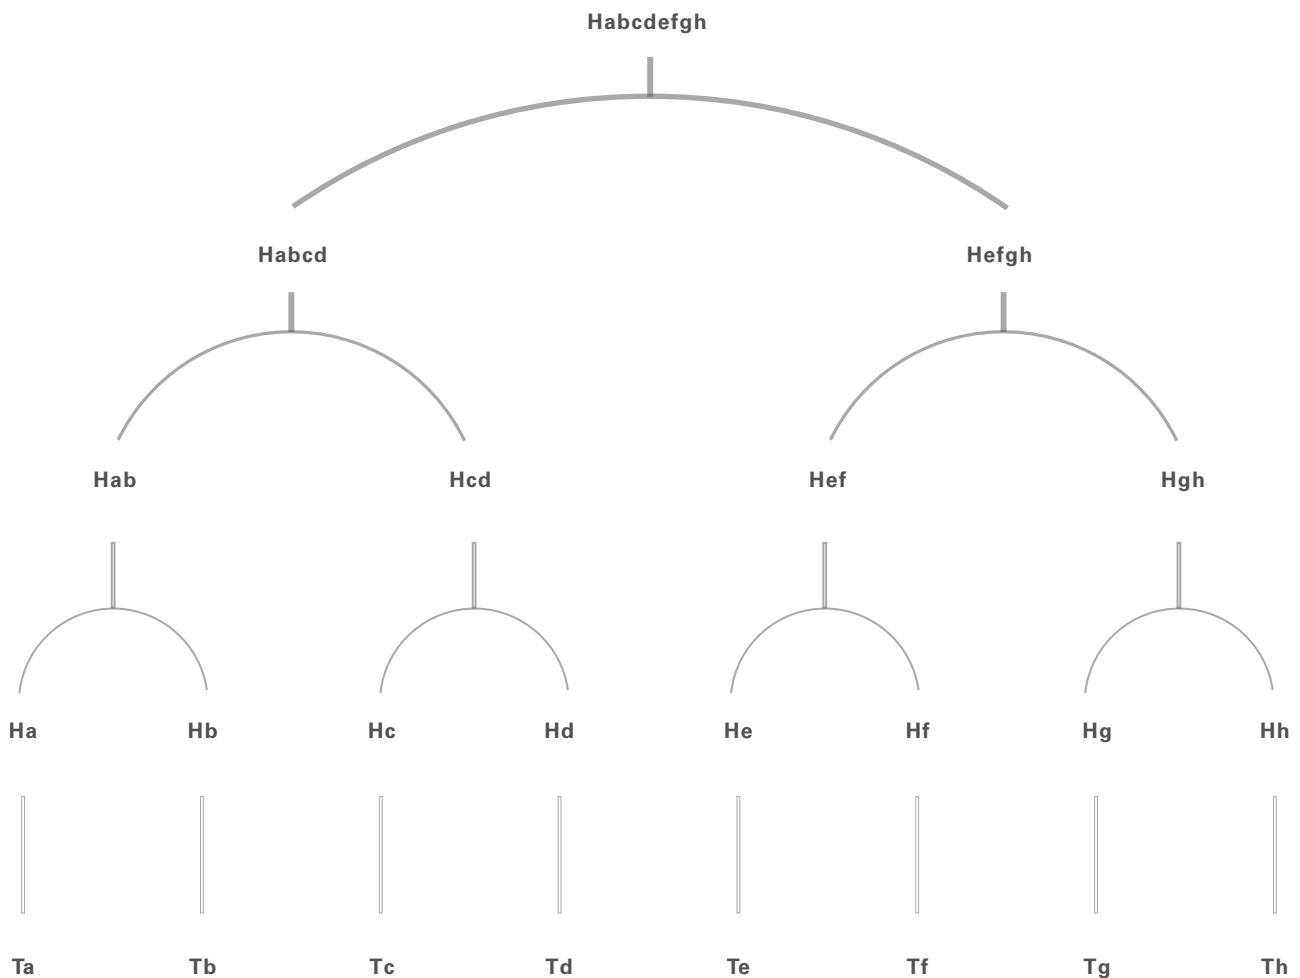 Habcdefgh
Habcd Hefgh
Hab Hcd Hef Hgh
Ha Hb Hc Hd He Hf Hg Hh
Ta Tb Tc Td Te Tf Tg Th